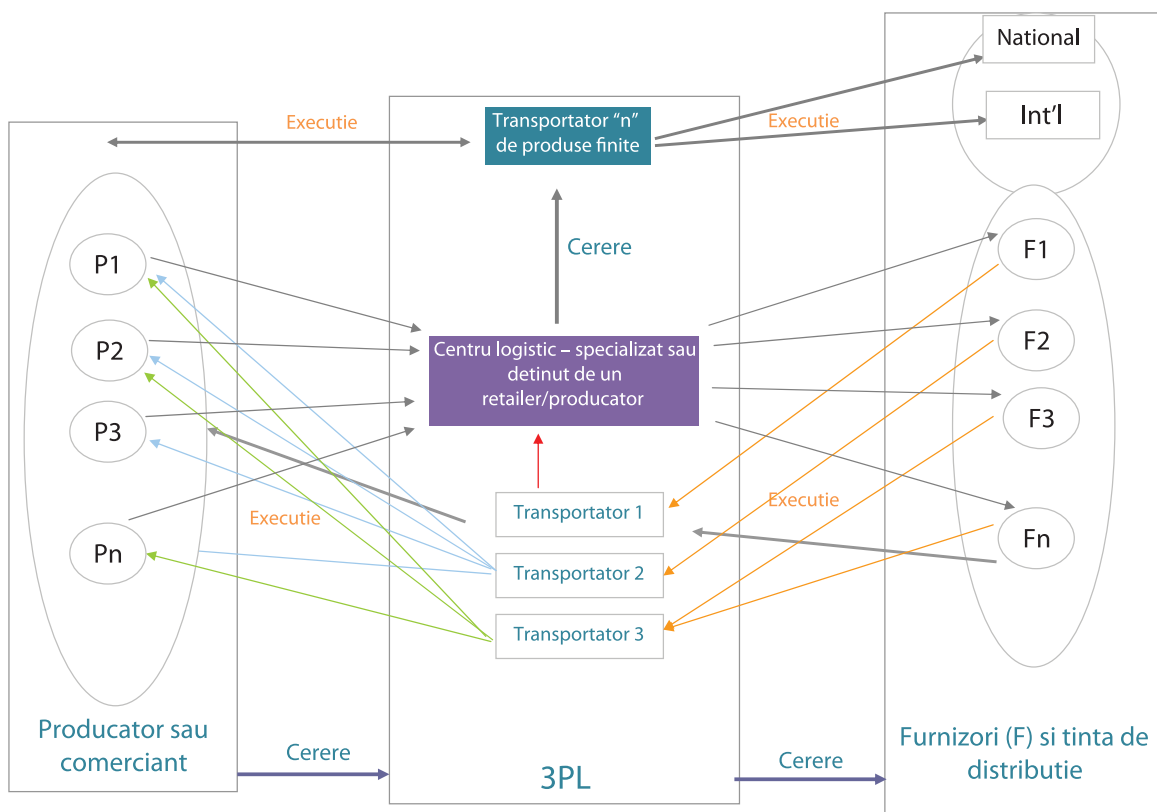 National
Int'l
Executie
Transportator “n”
de produse finite
Executie
Cerere
P1
P2
P3
Pn
Centru logistic – specializat sau
detinut de un
retailer/producator
F1
F2
F3
Fn
Executie
Executie
Transportator 1
Transportator 2
Transportator 3
Producator sau
comerciant
Cerere
3PL
Cerere
Furnizori (F) si tinta de
distributie